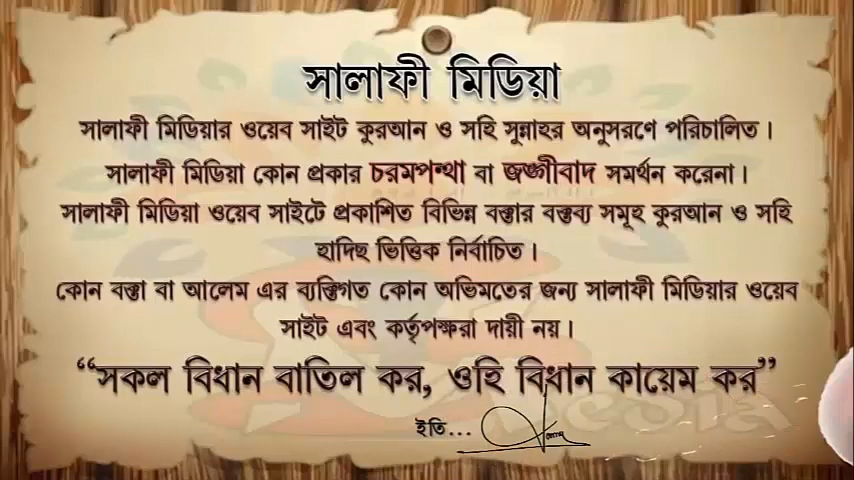 সালাফী মিডিয়া
সালাফী মিডিয়ার ওয়েব সাইট কুরআন ও সহি সুন্নাহর অনুসরণে পরিচালিত।
সালাফী মিডিয়া কোন প্রকার চরমপন্থা বা জঙ্গীবাদ সমর্থন করেনা।
সালাফী মিডিয়া ওয়েব সাইটে প্রকাশিত বিভিন্ন বক্তার বক্তব্য সমূহ কুরআন ও সহি
হাদিছ ভিত্তিক নির্বাচিত।
কোন বক্তা বা আলেম এর ব্যক্তিগত কোন অভিমতের জন্য সালাফী মিডিয়ার ওয়েব
সাইট এবং কর্তৃপক্ষরা দায়ী নয়।
“সকল বিধান বাতিল কর, ওহি বিধান কায়েম কর”
ইতি...